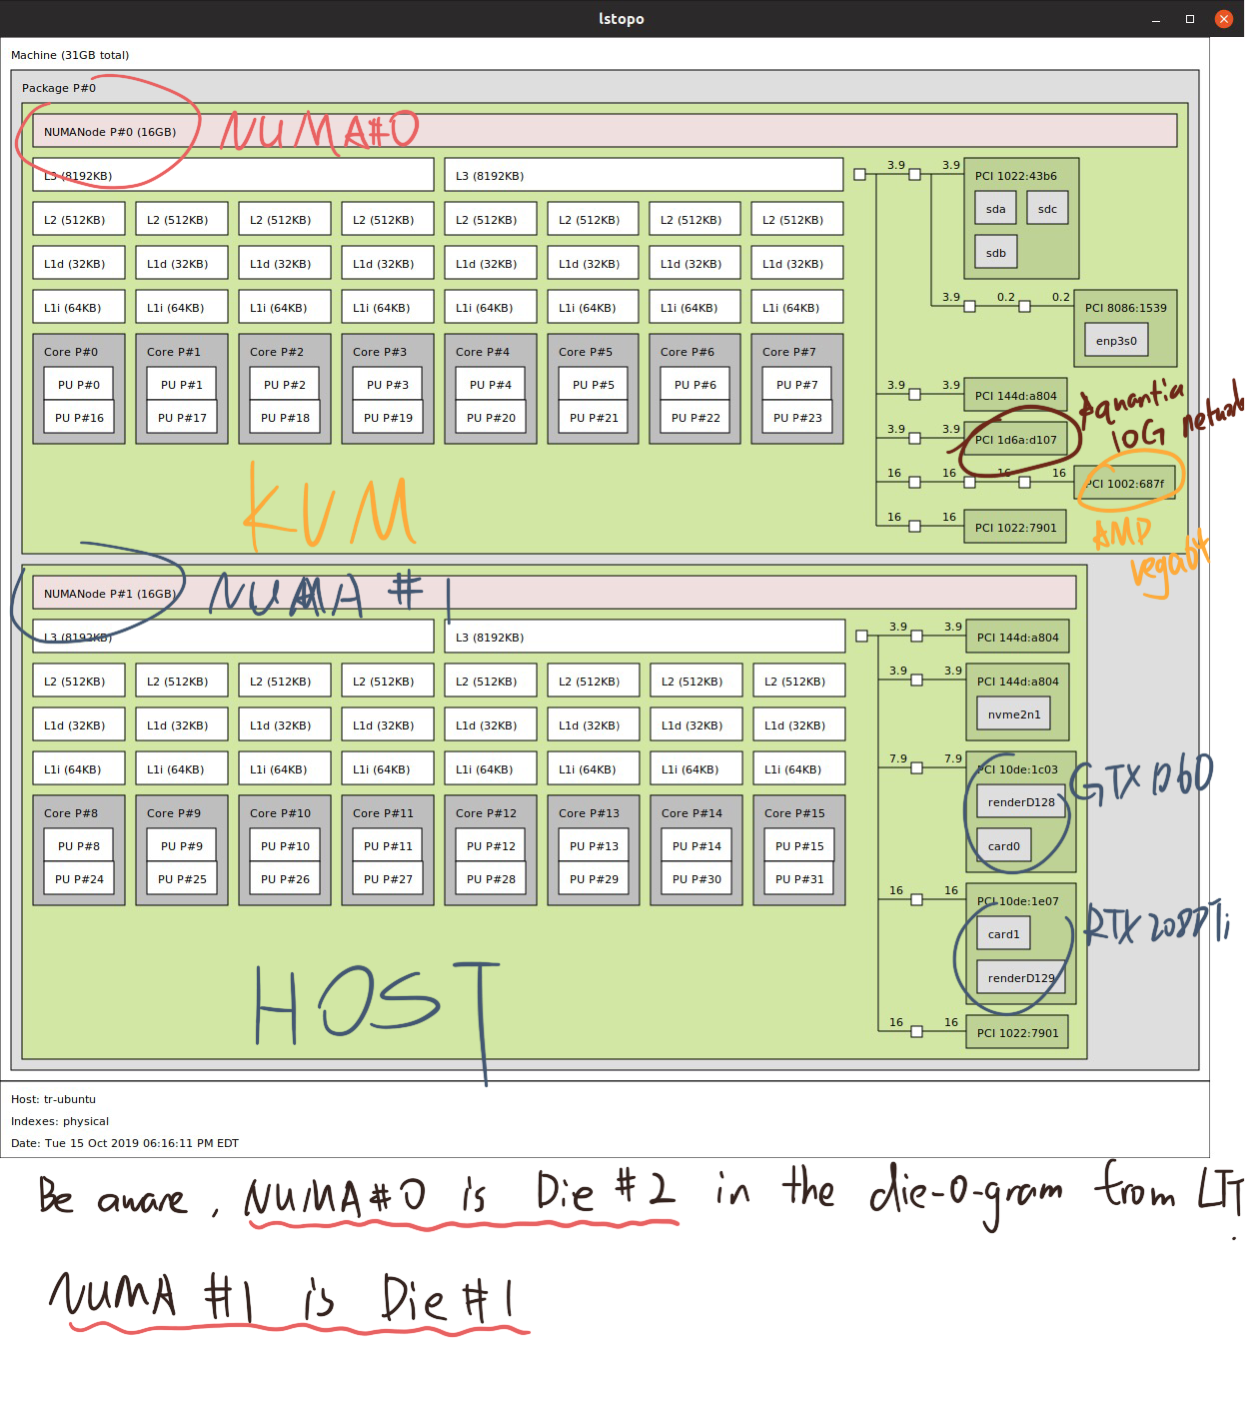 lstopo
Machine (31GB total)
Package P#0
NUMANode P#0 (16GB)
NUMA#0
L3 (8192KB) L3 (8192KB)
L2 (512KB) L2 (512KB) L2 (512KB) L2 (512KB) L2 (512KB) L2 (512KB) L2 (512KB) L2 (512KB)
L1d (32KB) L1d (32KB) L1d (32KB) L1d (32KB) L1d (32KB) L1d (32KB) L1d (32KB) L1d (32KB)
L1i (64KB) L1i (64KB) L1i (64KB) L1i (64KB) L1i (64KB) L1i (64KB) L1i (64KB) L1i (64KB)
Core P#0 Core P#1 Core P#2 Core P#3 Core P#4 Core P#5 Core P#6 Core P#7
PU P#0 PU P#1 PU P#2 PU P#3 PU P#4 PU P#5 PU P#6 PU P#7
PU P#16 PU P#17 PU P#18 PU P#19 PU P#20 PU P#21 PU P#22 PU P#23
KVM
3.9 3.9 PCI 1022:43b6
sda sdc
sdb
3.9 0.2 0.2 PCI 8086:1539
enp3s0
3.9 3.9 PCI 144d:a804
Aquantia
10G network
3.9 3.9 PCI 1d6a:d107
16 16 16 16 PCI 1002:687f
AMD
16 16 PCI 1022:7901
NUMANode P#1 (16GB)
NUMA #1
L3 (8192KB) L3 (8192KB)
L2 (512KB) L2 (512KB) L2 (512KB) L2 (512KB) L2 (512KB) L2 (512KB) L2 (512KB) L2 (512KB)
L1d (32KB) L1d (32KB) L1d (32KB) L1d (32KB) L1d (32KB) L1d (32KB) L1d (32KB) L1d (32KB)
L1i (64KB) L1i (64KB) L1i (64KB) L1i (64KB) L1i (64KB) L1i (64KB) L1i (64KB) L1i (64KB)
Core P#8 Core P#9 Core P#10 Core P#11 Core P#12 Core P#13 Core P#14 Core P#15
PU P#8 PU P#9 PU P#10 PU P#11 PU P#12 PU P#13 PU P#14 PU P#15
PU P#24 PU P#25 PU P#26 PU P#27 PU P#28 PU P#29 PU P#30 PU P#31
HOST
3.9 3.9 PCI 144d:a804
3.9 3.9 PCI 144d:a804
nvme2n1
7.9 7.9 PCI 10de:1c03
renderD128
card0
GTX 1060
16 16 PCI 10de:1e07
card1
renderD129
RTX 2080Ti
16 16 PCI 1022:7901
Host: tr-ubuntu
Indexes: physical
Date: Tue 15 Oct 2019 06:16:11 PM EDT
Be aware, NUMA#0 is Die #2 in the die-o-gram from LTT.
NUMA #1 is Die #1